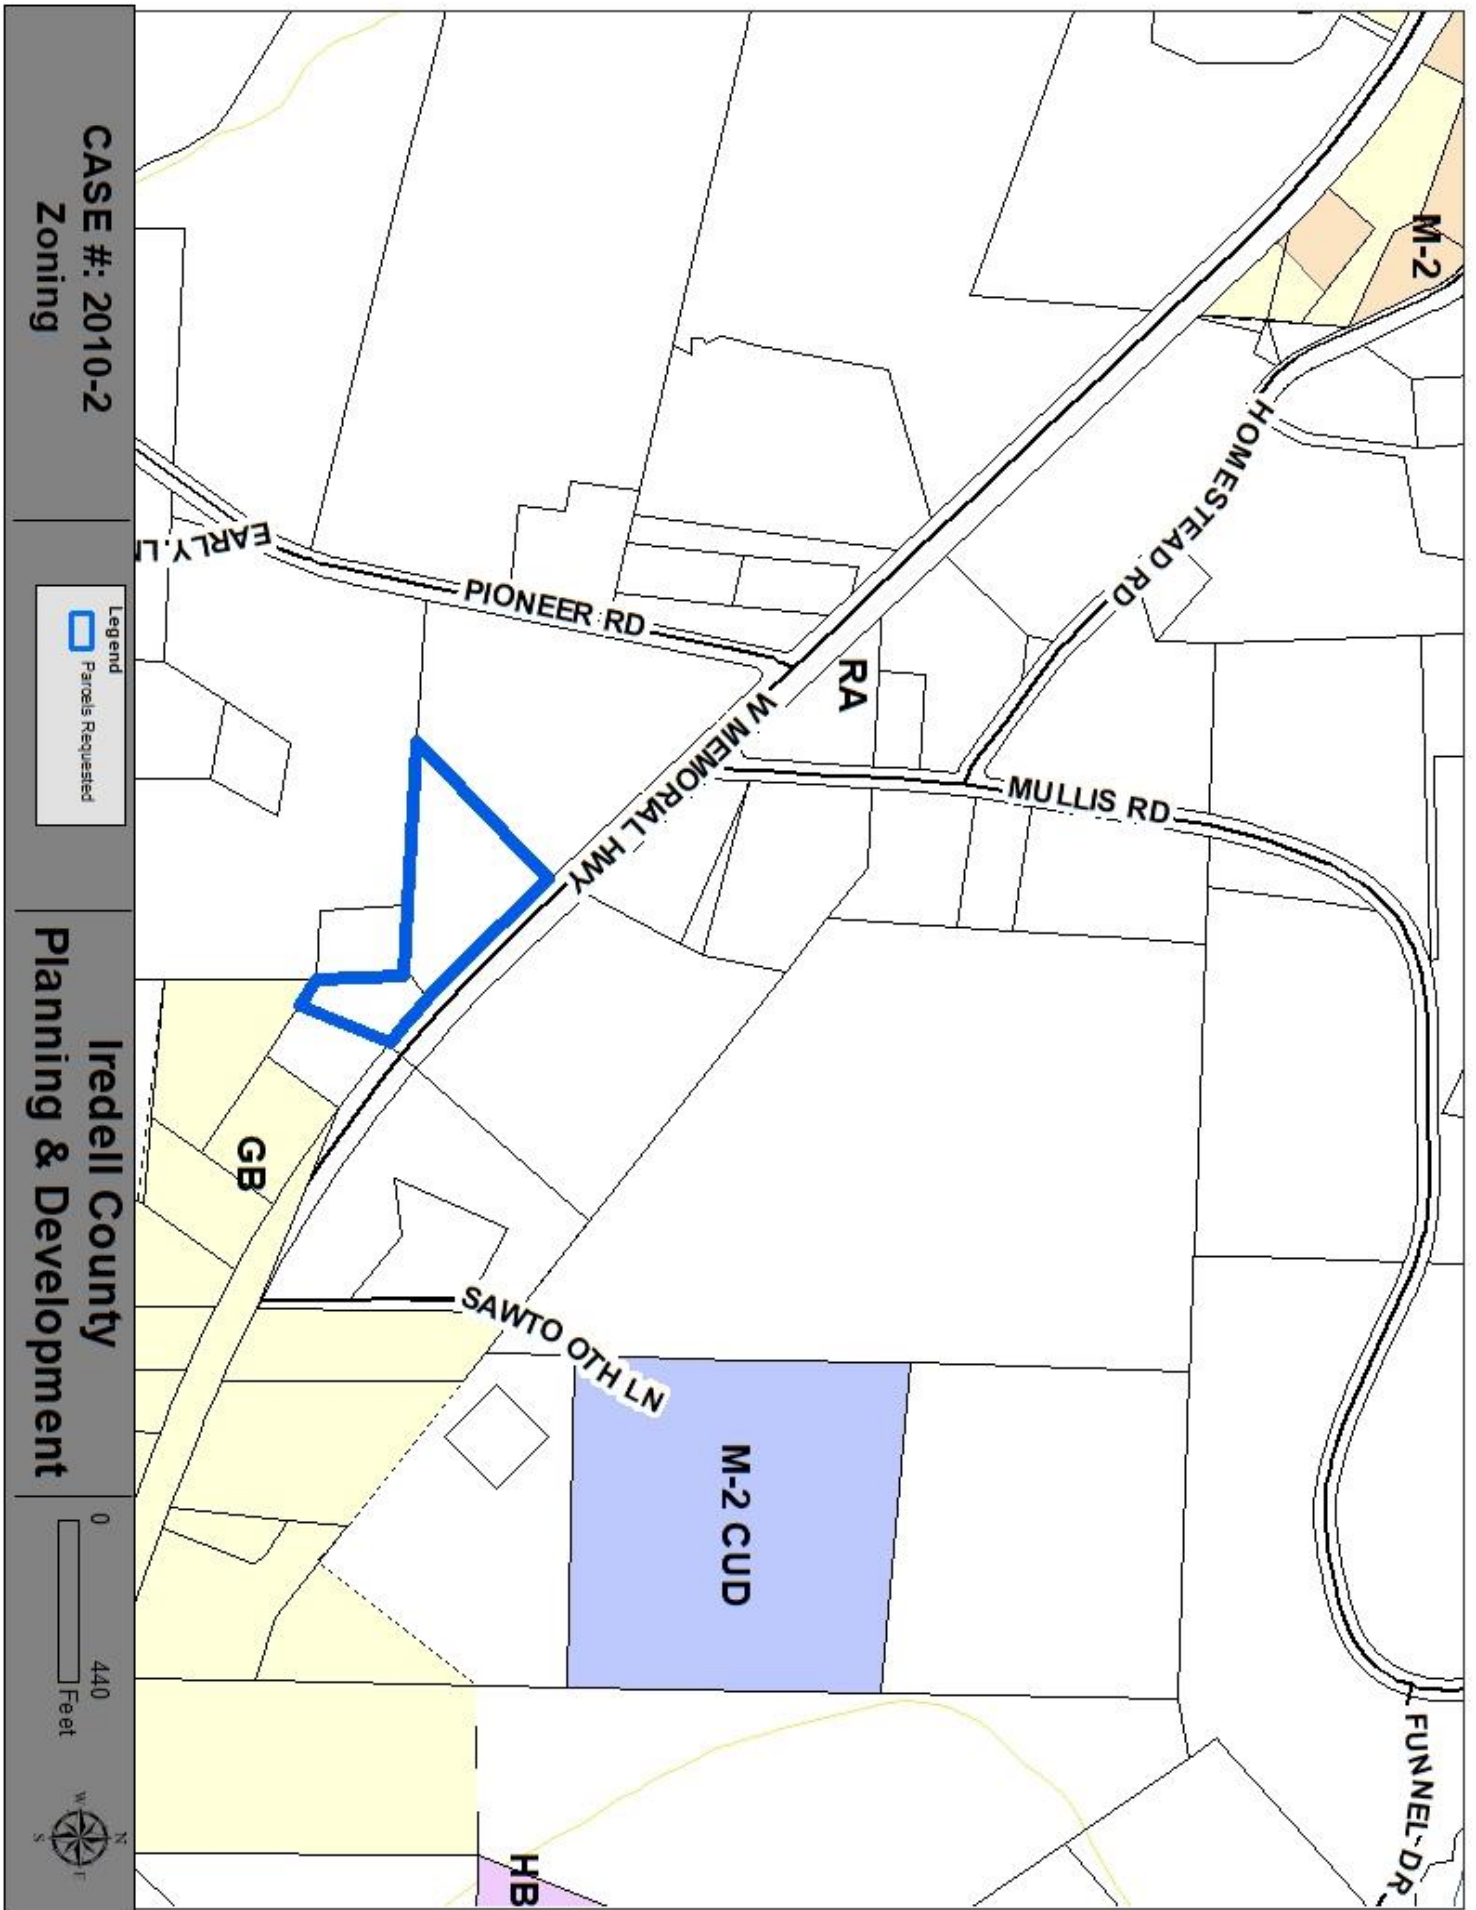 M-2
HOMESTEAD RD
RA
MULLIS RD
PIONEER RD
EARLY LN
W MEMORIAL HWY
GB
SAWTO OTH LN
M-2 CUD
FUNNEL DR
HB
CASE #: 2010-2
Zoning
Legend
Parcels Requested
Iredell County
Planning & Development
0 440
Feet
N
W E
S